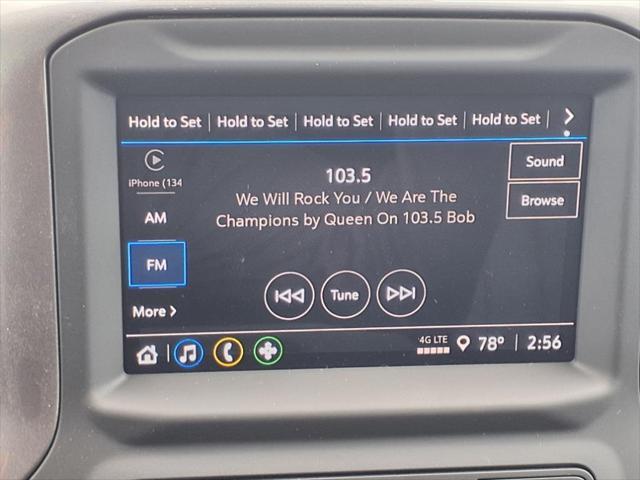 Hold to Set Hold to Set Hold to Set Hold to Set Hold to Set
iPhone (134
AM
FM
More
103.5
We Will Rock You / We Are The
Champions by Queen On 103.5 Bob
Tune
Sound
Browse
4G LTE 78° 2:56